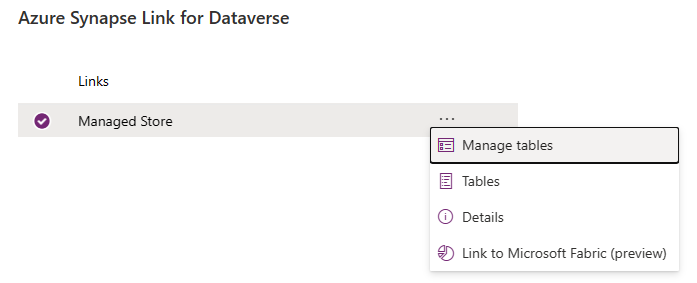 Azure Synapse Link for Dataverse
Links
Managed Store ...
Manage tables
Tables
Details
Link to Microsoft Fabric (preview)